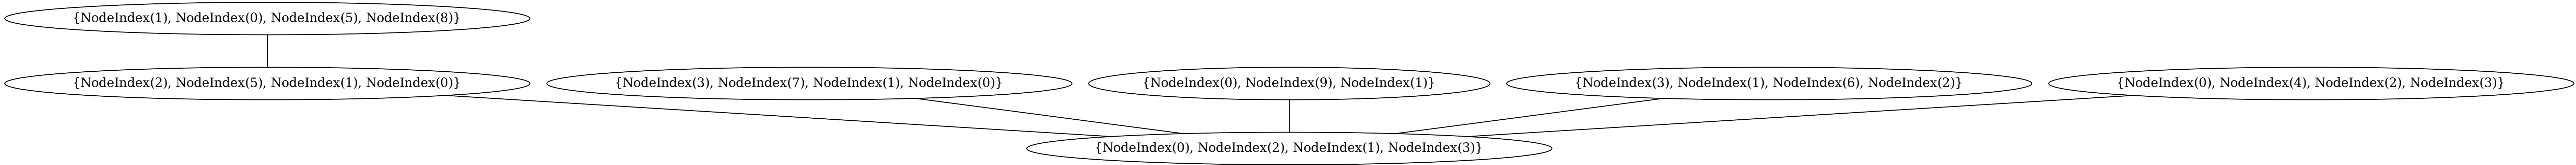 {NodeIndex(1), NodeIndex(0), NodeIndex(5), NodeIndex(8)}
{NodeIndex(2), NodeIndex(5), NodeIndex(1), NodeIndex(0)}
{NodeIndex(3), NodeIndex(7), NodeIndex(1), NodeIndex(0)}
{NodeIndex(0), NodeIndex(9), NodeIndex(1)}
{NodeIndex(3), NodeIndex(1), NodeIndex(6), NodeIndex(2)}
{NodeIndex(0), NodeIndex(4), NodeIndex(2), NodeIndex(3)}
{NodeIndex(0), NodeIndex(2), NodeIndex(1), NodeIndex(3)}